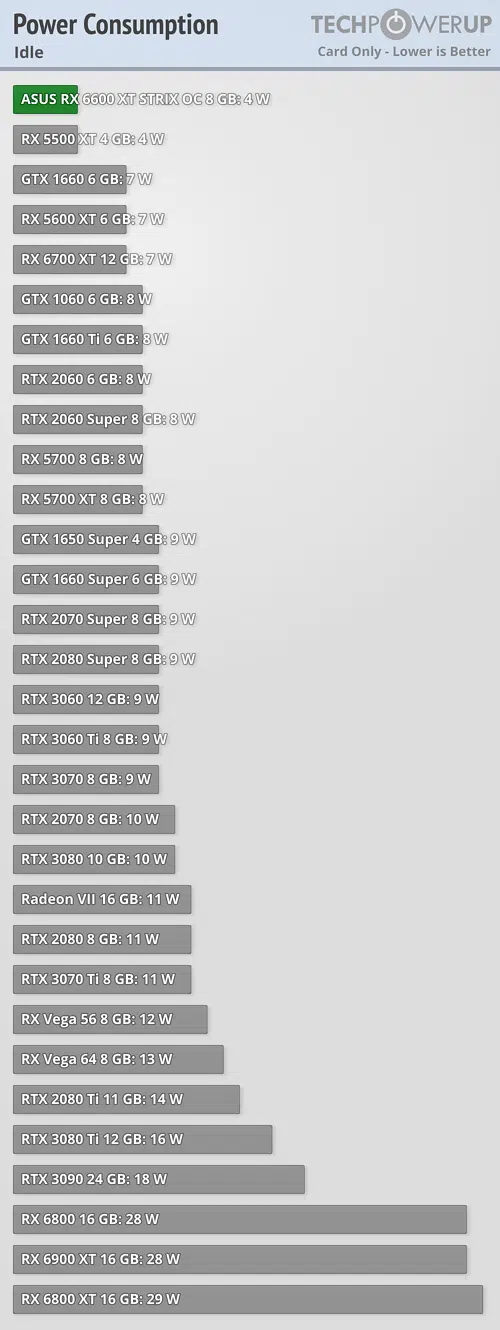 Power Consumption
TECHPOWERUP
Idle
Card Only - Lower is Better
ASUS RX 6600 XT STRIX OC 8 GB: 4 W
RX 5500 XT 4 GB: 4 W
GTX 1660 6 GB: 7 W
RX 5600 XT 6 GB: 7 W
RX 6700 XT 12 GB: 7 W
GTX 1060 6 GB: 8 W
GTX 1660 Ti 6 GB: 8 W
RTX 2060 6 GB: 8 W
RTX 2060 Super 8 GB: 8 W
RX 5700 8 GB: 8 W
RX 5700 XT 8 GB: 8 W
GTX 1650 Super 4 GB: 9 W
GTX 1660 Super 6 GB: 9 W
RTX 2070 Super 8 GB: 9 W
RTX 2080 Super 8 GB: 9 W
RTX 3060 12 GB: 9 W
RTX 3060 Ti 8 GB: 9 W
RTX 3070 8 GB: 9 W
RTX 2070 8 GB: 10 W
RTX 3080 10 GB: 10 W
Radeon VII 16 GB: 11 W
RTX 2080 8 GB: 11 W
RTX 3070 Ti 8 GB: 11 W
RX Vega 56 8 GB: 12 W
RX Vega 64 8 GB: 13 W
RTX 2080 Ti 11 GB: 14 W
RTX 3080 Ti 12 GB: 16 W
RTX 3090 24 GB: 18 W
RX 6800 16 GB: 28 W
RX 6900 XT 16 GB: 28 W
RX 6800 XT 16 GB: 29 W